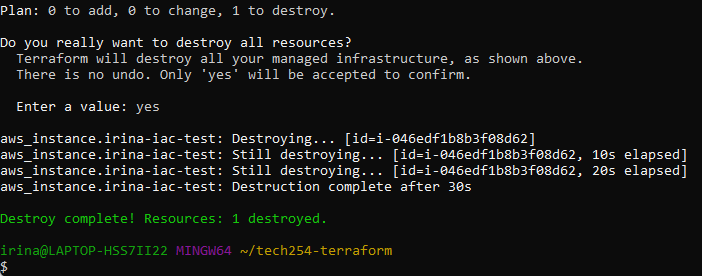 Plan: 0 to add, 0 to change, 1 to destroy.
Do you really want to destroy all resources?
Terraform will destroy all your managed infrastructure, as shown above.
There is no undo. Only 'yes' will be accepted to confirm.
Enter a value: yes
aws_instance.irina-iac-test: Destroying... [id=i-046edf1b8b3f08d62]
aws_instance.irina-iac-test: Still destroying... [id=i-046edf1b8b3f08d62, 10s elapsed]
aws_instance.irina-iac-test: Still destroying... [id=i-046edf1b8b3f08d62, 20s elapsed]
aws_instance.irina-iac-test: Destruction complete after 30s
Destroy complete! Resources: 1 destroyed.
irina@LAPTOP-HSS7II22 MINGW64 ~/tech254-terraform
$